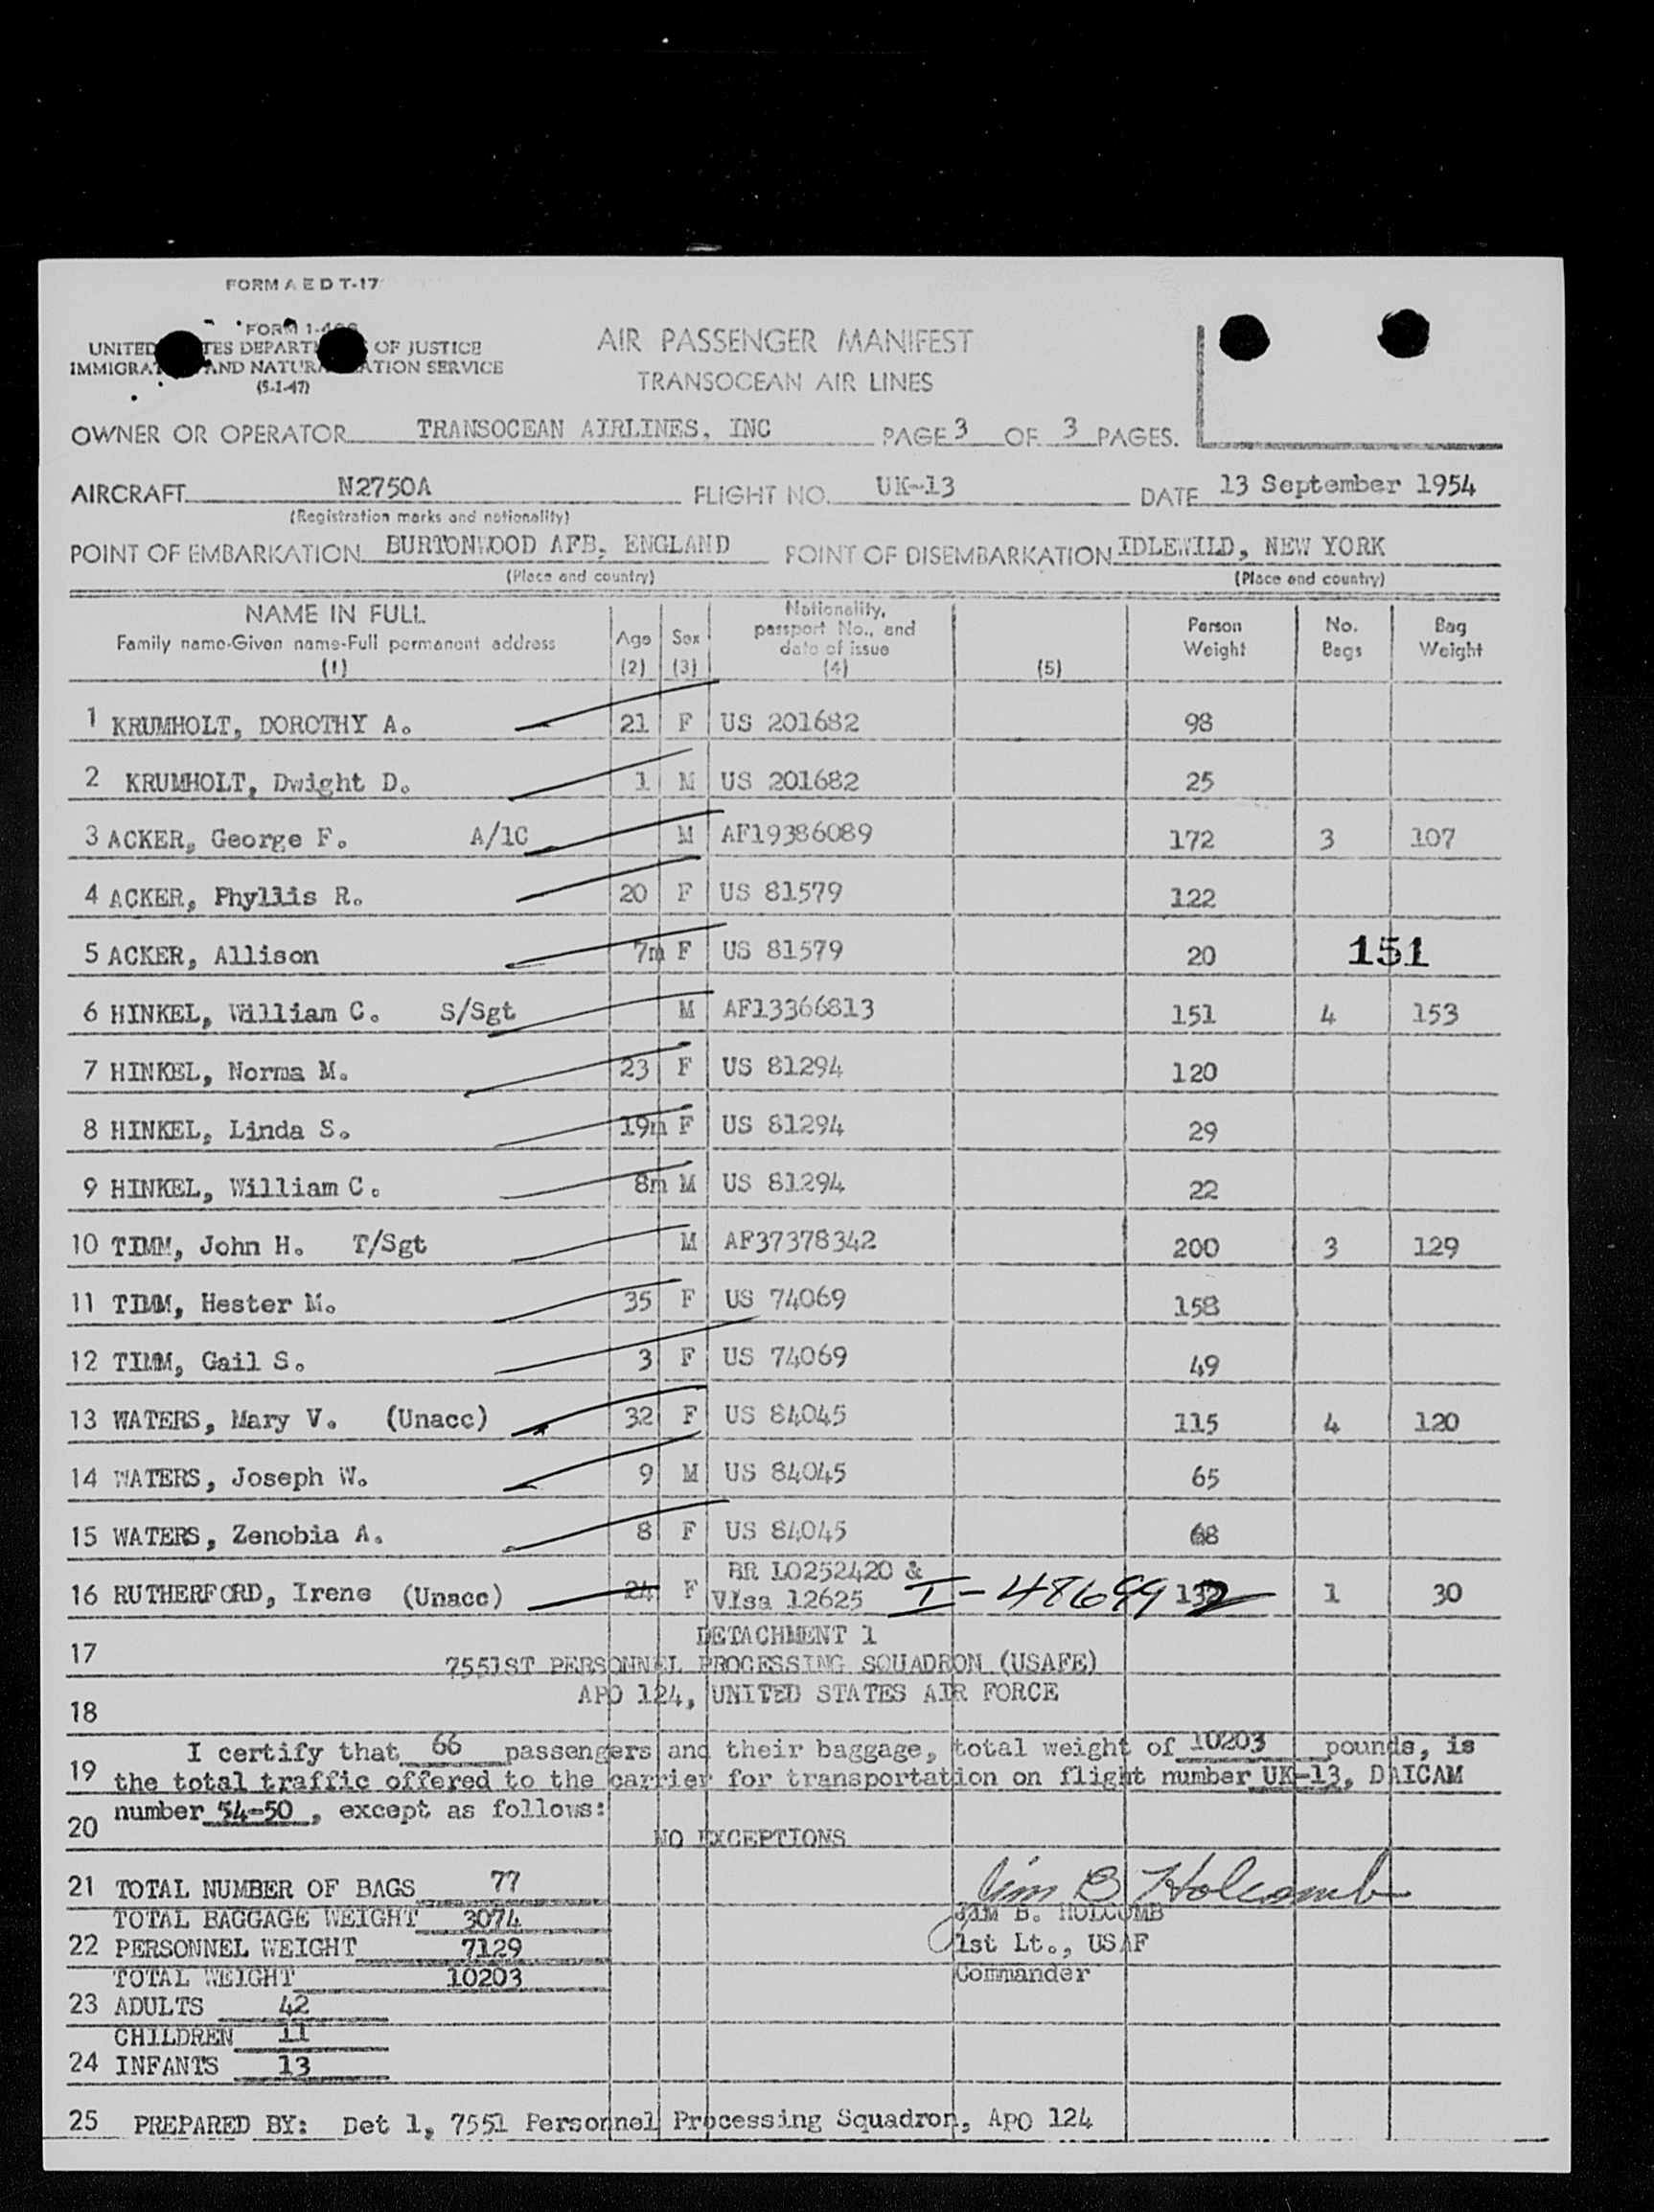 FORM A E D T-17
FORM 1-466
UNITED STATES DEPARTMENT OF JUSTICE
IMMIGRATION AND NATURALIZATION SERVICE
(5-1-47)
AIR PASSENGER MANIFEST
TRANSOCEAN AIR LINES
OWNER OR OPERATOR TRANSOCEAN AIRLINES, INC PAGE 3 OF 3 PAGES.
AIRCRAFT N2750A FLIGHT NO. UK-13 DATE 13 September 1954
(Registration marks and nationality)
POINT OF EMBARKATION BURTONWOOD AFB, ENGLAND POINT OF DISEMBARKATION IDLEWILD, NEW YORK
(Place and country) (Place and country)
NAME IN FULL Family name-Given name-Full permanent address (1) Age (2) Sex (3) Nationality, passport No., and date of issue (4) (5) Person Weight No. Bags Bag Weight
1 KRUMHOLT, DOROTHY A. 21 F US 201682 98
2 KRUMHOLT, Dwight D. 1 M US 201682 25
3 ACKER, George F. A/1C M AF19386089 172 3 107
4 ACKER, Phyllis R. 20 F US 81579 122
5 ACKER, Allison 7m F US 81579 20 151
6 HINKEL, William C. S/Sgt M AF13366813 151 4 153
7 HINKEL, Norma M. 23 F US 81294 120
8 HINKEL, Linda S. 19m F US 81294 29
9 HINKEL, William C. 8m M US 81294 22
10 TIMM, John H. T/Sgt M AF37378342 200 3 129
11 TIMM, Hester M. 35 F US 74069 158
12 TIMM, Gail S. 3 F US 74069 49
13 WATERS, Mary V. (Unacc) 32 F US 84045 115 4 120
14 WATERS, Joseph W. 9 M US 84045 65
15 WATERS, Zenobia A. 8 F US 84045 68
BR LO252420 &
16 RUTHERFORD, Irene (Unacc) 24 F VIsa 12625 I-486992 132 1 30
DETACHMENT 1
17
7551ST PERSONNEL PROCESSING SQUADRON (USAFE)
APO 124, UNITED STATES AIR FORCE
18
I certify that 66 passengers and their baggage, total weight of 10203 pounds, is
19 the total traffic offered to the carrier for transportation on flight number UK-13, DAICAM
number 54-50, except as follows:
20
NO EXCEPTIONS
21 TOTAL NUMBER OF BAGS 77 Jim B Holcomb
TOTAL BAGGAGE WEIGHT 3074 JIM B. HOLCOMB
22 PERSONNEL WEIGHT 7129 1st Lt., USAF
TOTAL WEIGHT 10203 Commander
23 ADULTS 42
CHILDREN 11
24 INFANTS 13
25 PREPARED BY: Det 1, 7551 Personnel Processing Squadron, APO 124